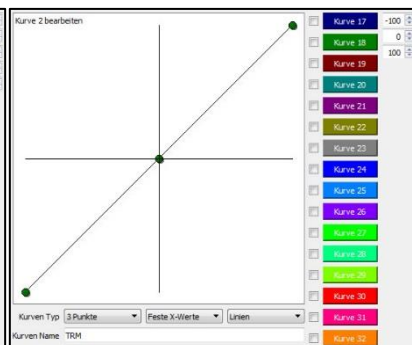 Kurve 2 bearbeiten
Kurve 17
-100
Kurve 18
0
Kurve 19
100
Kurve 20
Kurve 21
Kurve 22
Kurve 23
Kurve 24
Kurve 25
Kurve 26
Kurve 27
Kurve 28
Kurve 29
Kurve 30
Kurve 31
Kurve 32
Kurven Typ 3 Punkte Feste X-Werte Linien
Kurven Name TRM